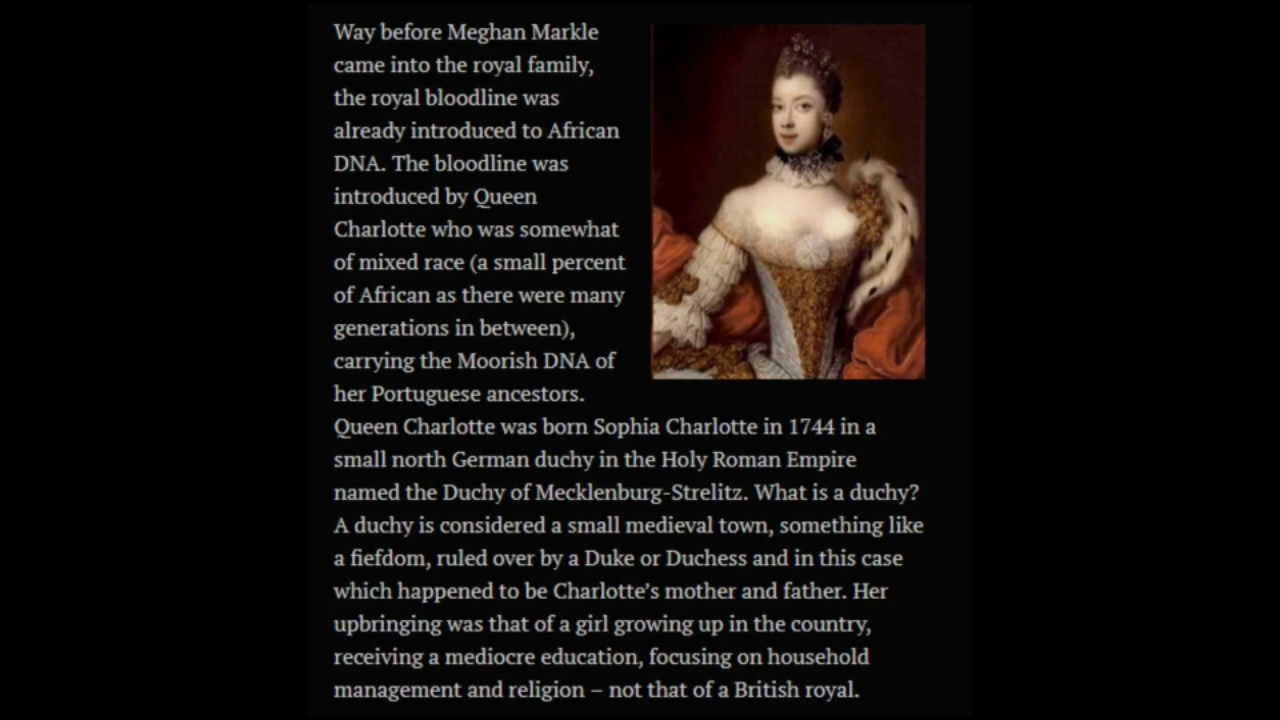 Way before Meghan Markle
came into the royal family,
the royal bloodline was
already introduced to African
DNA. The bloodline was
introduced by Queen
Charlotte who was somewhat
of mixed race (a small percent
of African as there were many
generations in between),
carrying the Moorish DNA of
her Portuguese ancestors.
Queen Charlotte was born Sophia Charlotte in 1744 in a
small north German duchy in the Holy Roman Empire
named the Duchy of Mecklenburg-Strelitz. What is a duchy?
A duchy is considered a small medieval town, something like
a fiefdom, ruled over by a Duke or Duchess and in this case
which happened to be Charlotte’s mother and father. Her
upbringing was that of a girl growing up in the country,
receiving a mediocre education, focusing on household
management and religion – not that of a British royal.